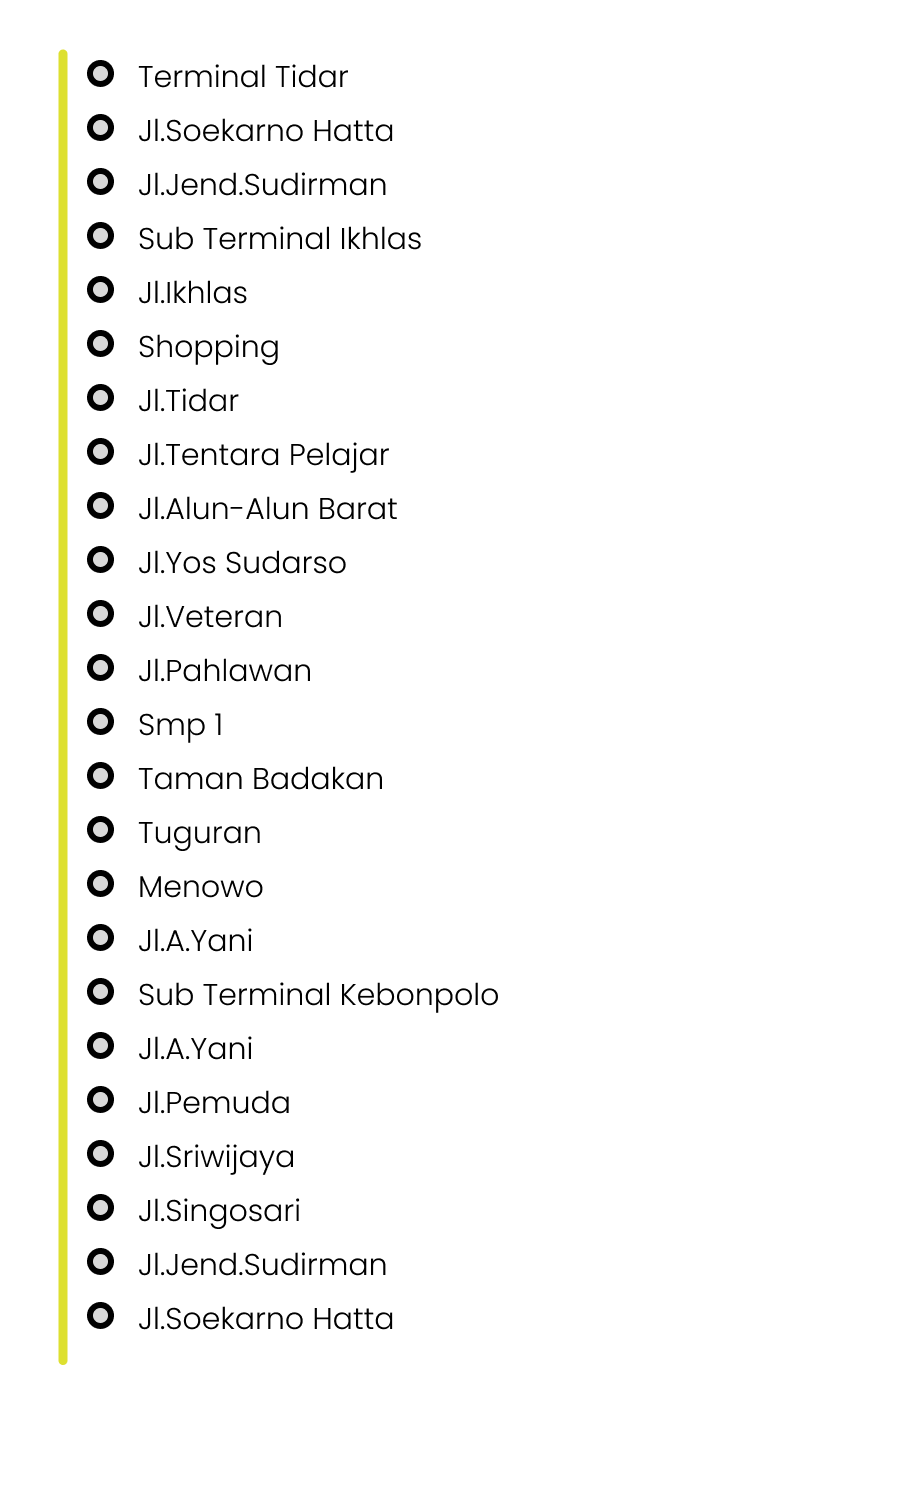 Terminal Tidar
Jl.Soekarno Hatta
Jl.Jend.Sudirman
Sub Terminal Ikhlas
Jl.Ikhlas
Shopping
Jl.Tidar
Jl.Tentara Pelajar
Jl.Alun-Alun Barat
Jl.Yos Sudarso
Jl.Veteran
Jl.Pahlawan
Smp 1
Taman Badakan
Tuguran
Menowo
Jl.A.Yani
Sub Terminal Kebonpolo
Jl.A.Yani
Jl.Pemuda
Jl.Sriwijaya
Jl.Singosari
Jl.Jend.Sudirman
Jl.Soekarno Hatta